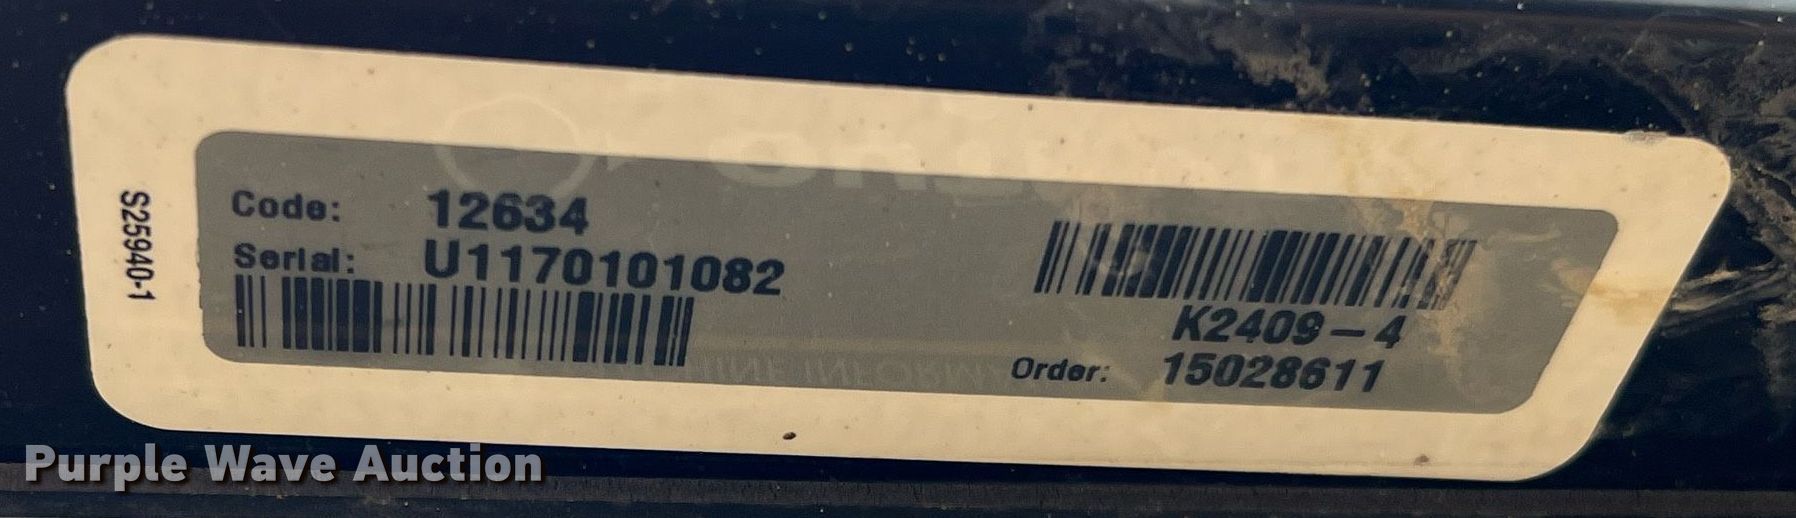 S25940-1
Code: 12634
Serial: U1170101082
K2409-4
Order: 15028611
Purple Wave Auction